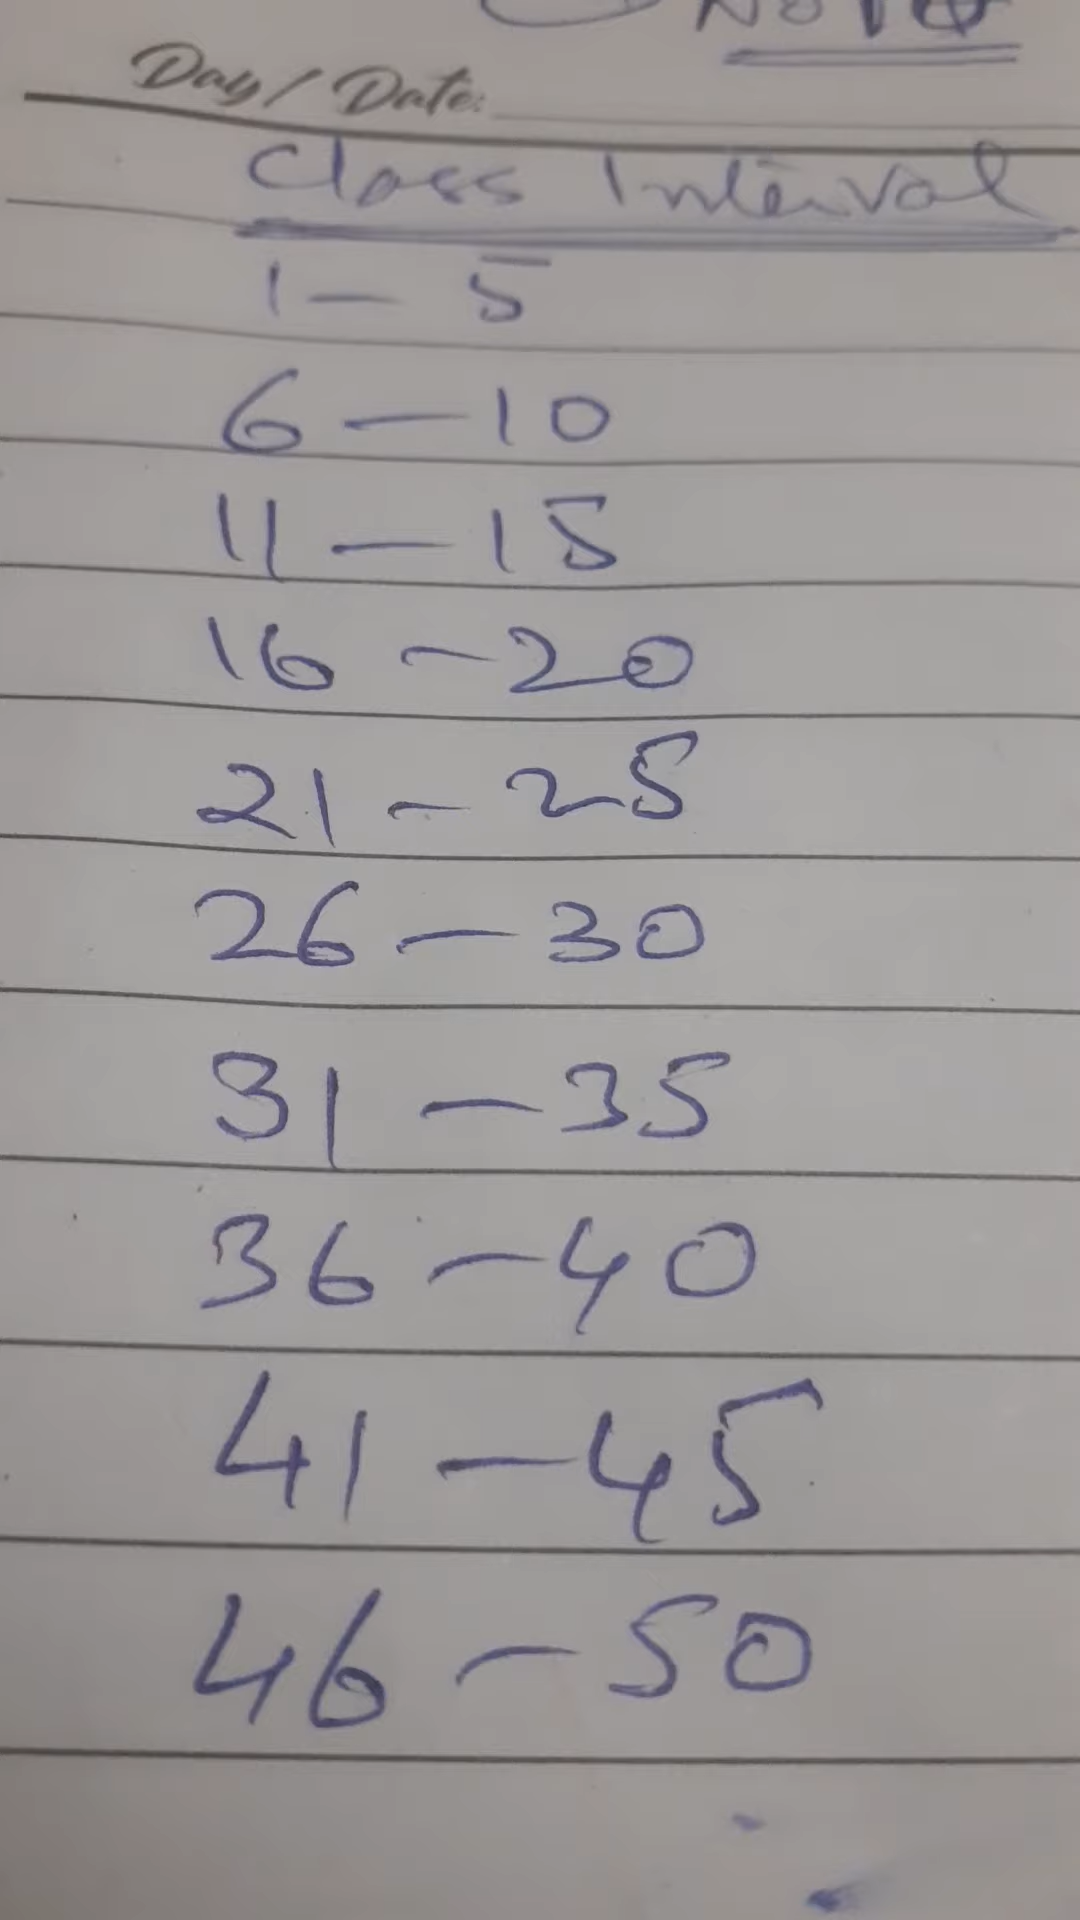 Day/Date:
Class Interval
1 - 5
6 - 10
11 - 15
16 - 20
21 - 25
26 - 30
31 - 35
36 - 40
41 - 45
46 - 50